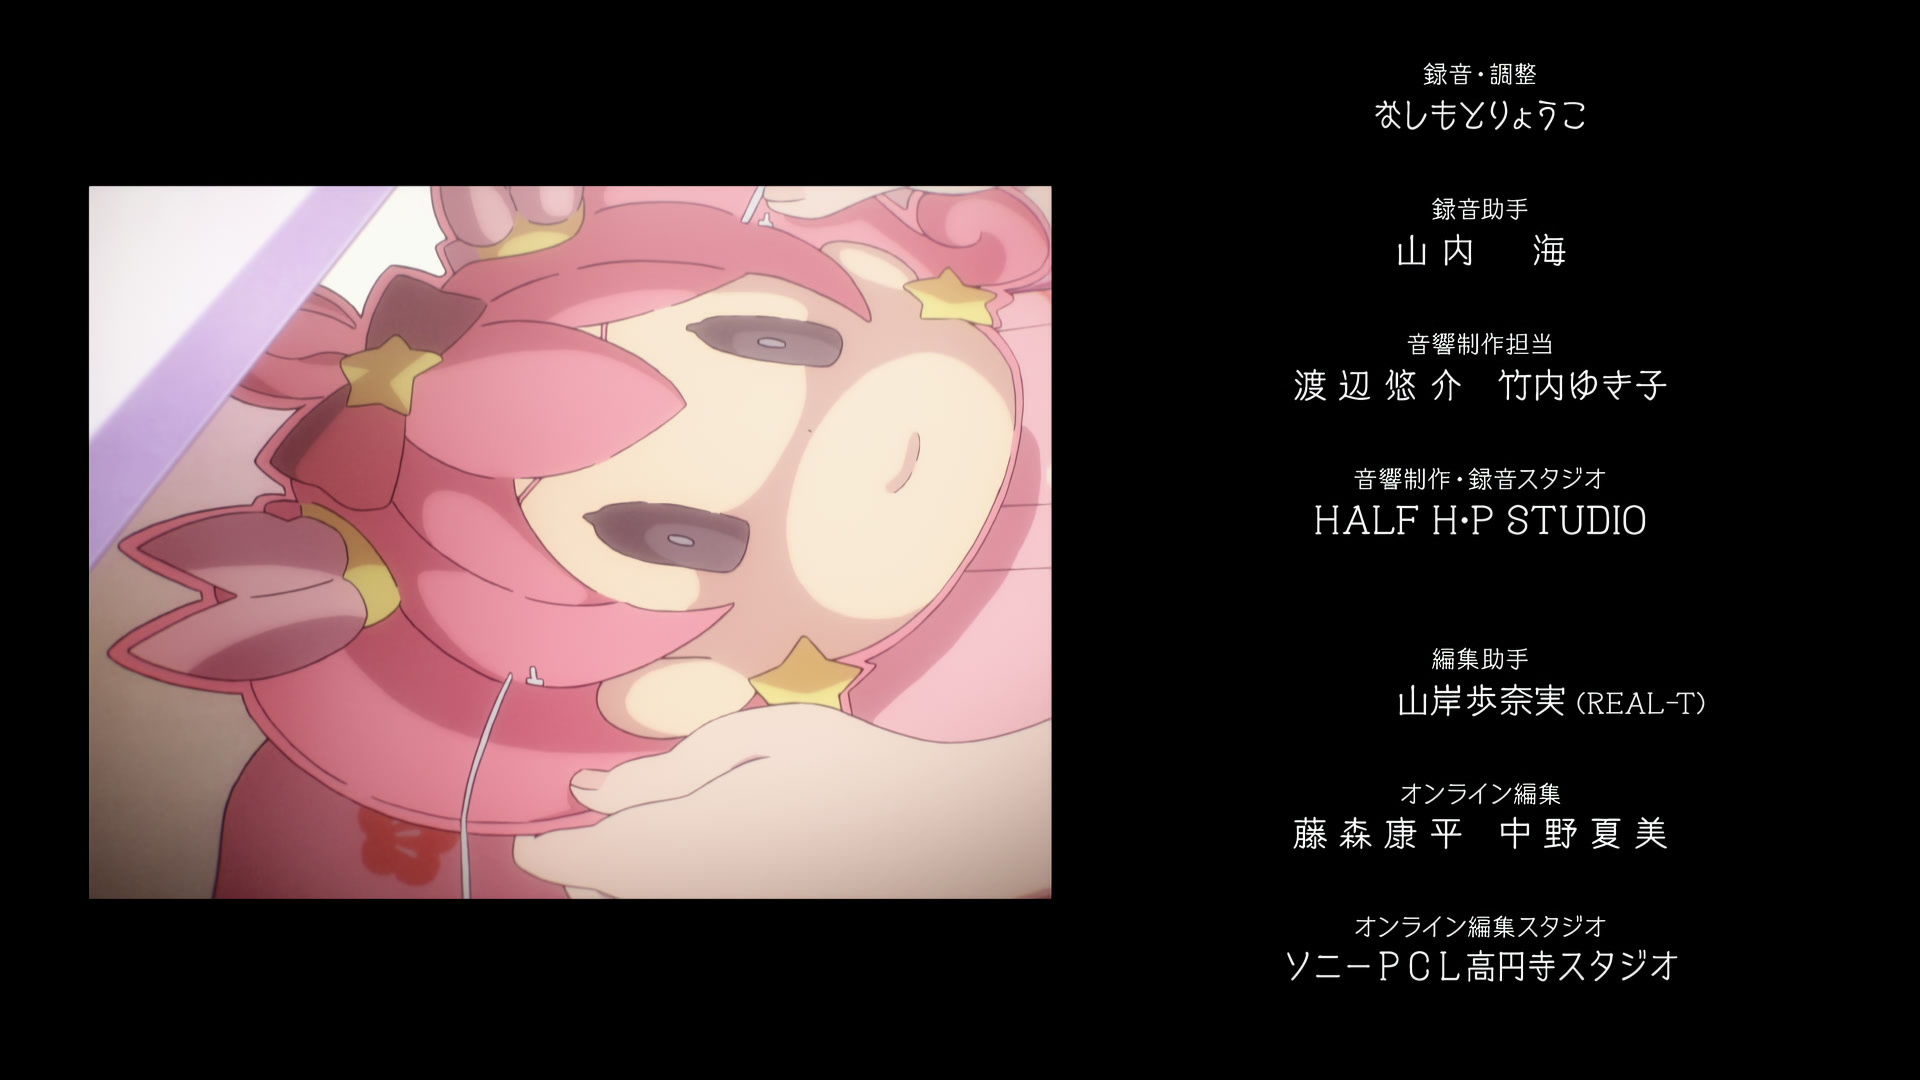 録音・調整
なしもとりょうこ
録音助手
山内　海
音響制作担当
渡辺悠介　竹内ゆき子
音響制作・録音スタジオ
HALF H・P STUDIO
編集助手
山岸歩奈実 (REAL-T)
オンライン編集
藤森康平　中野夏美
オンライン編集スタジオ
ソニーPCL高円寺スタジオ